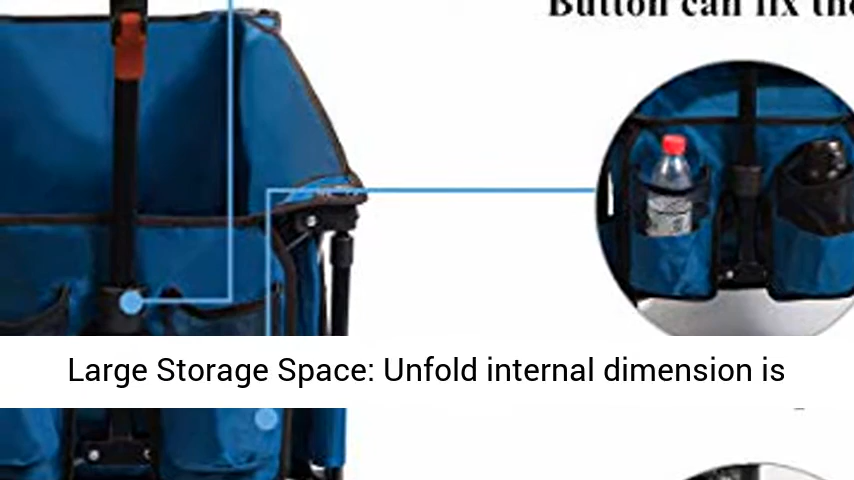 Button can fix the
Large Storage Space: Unfold internal dimension is